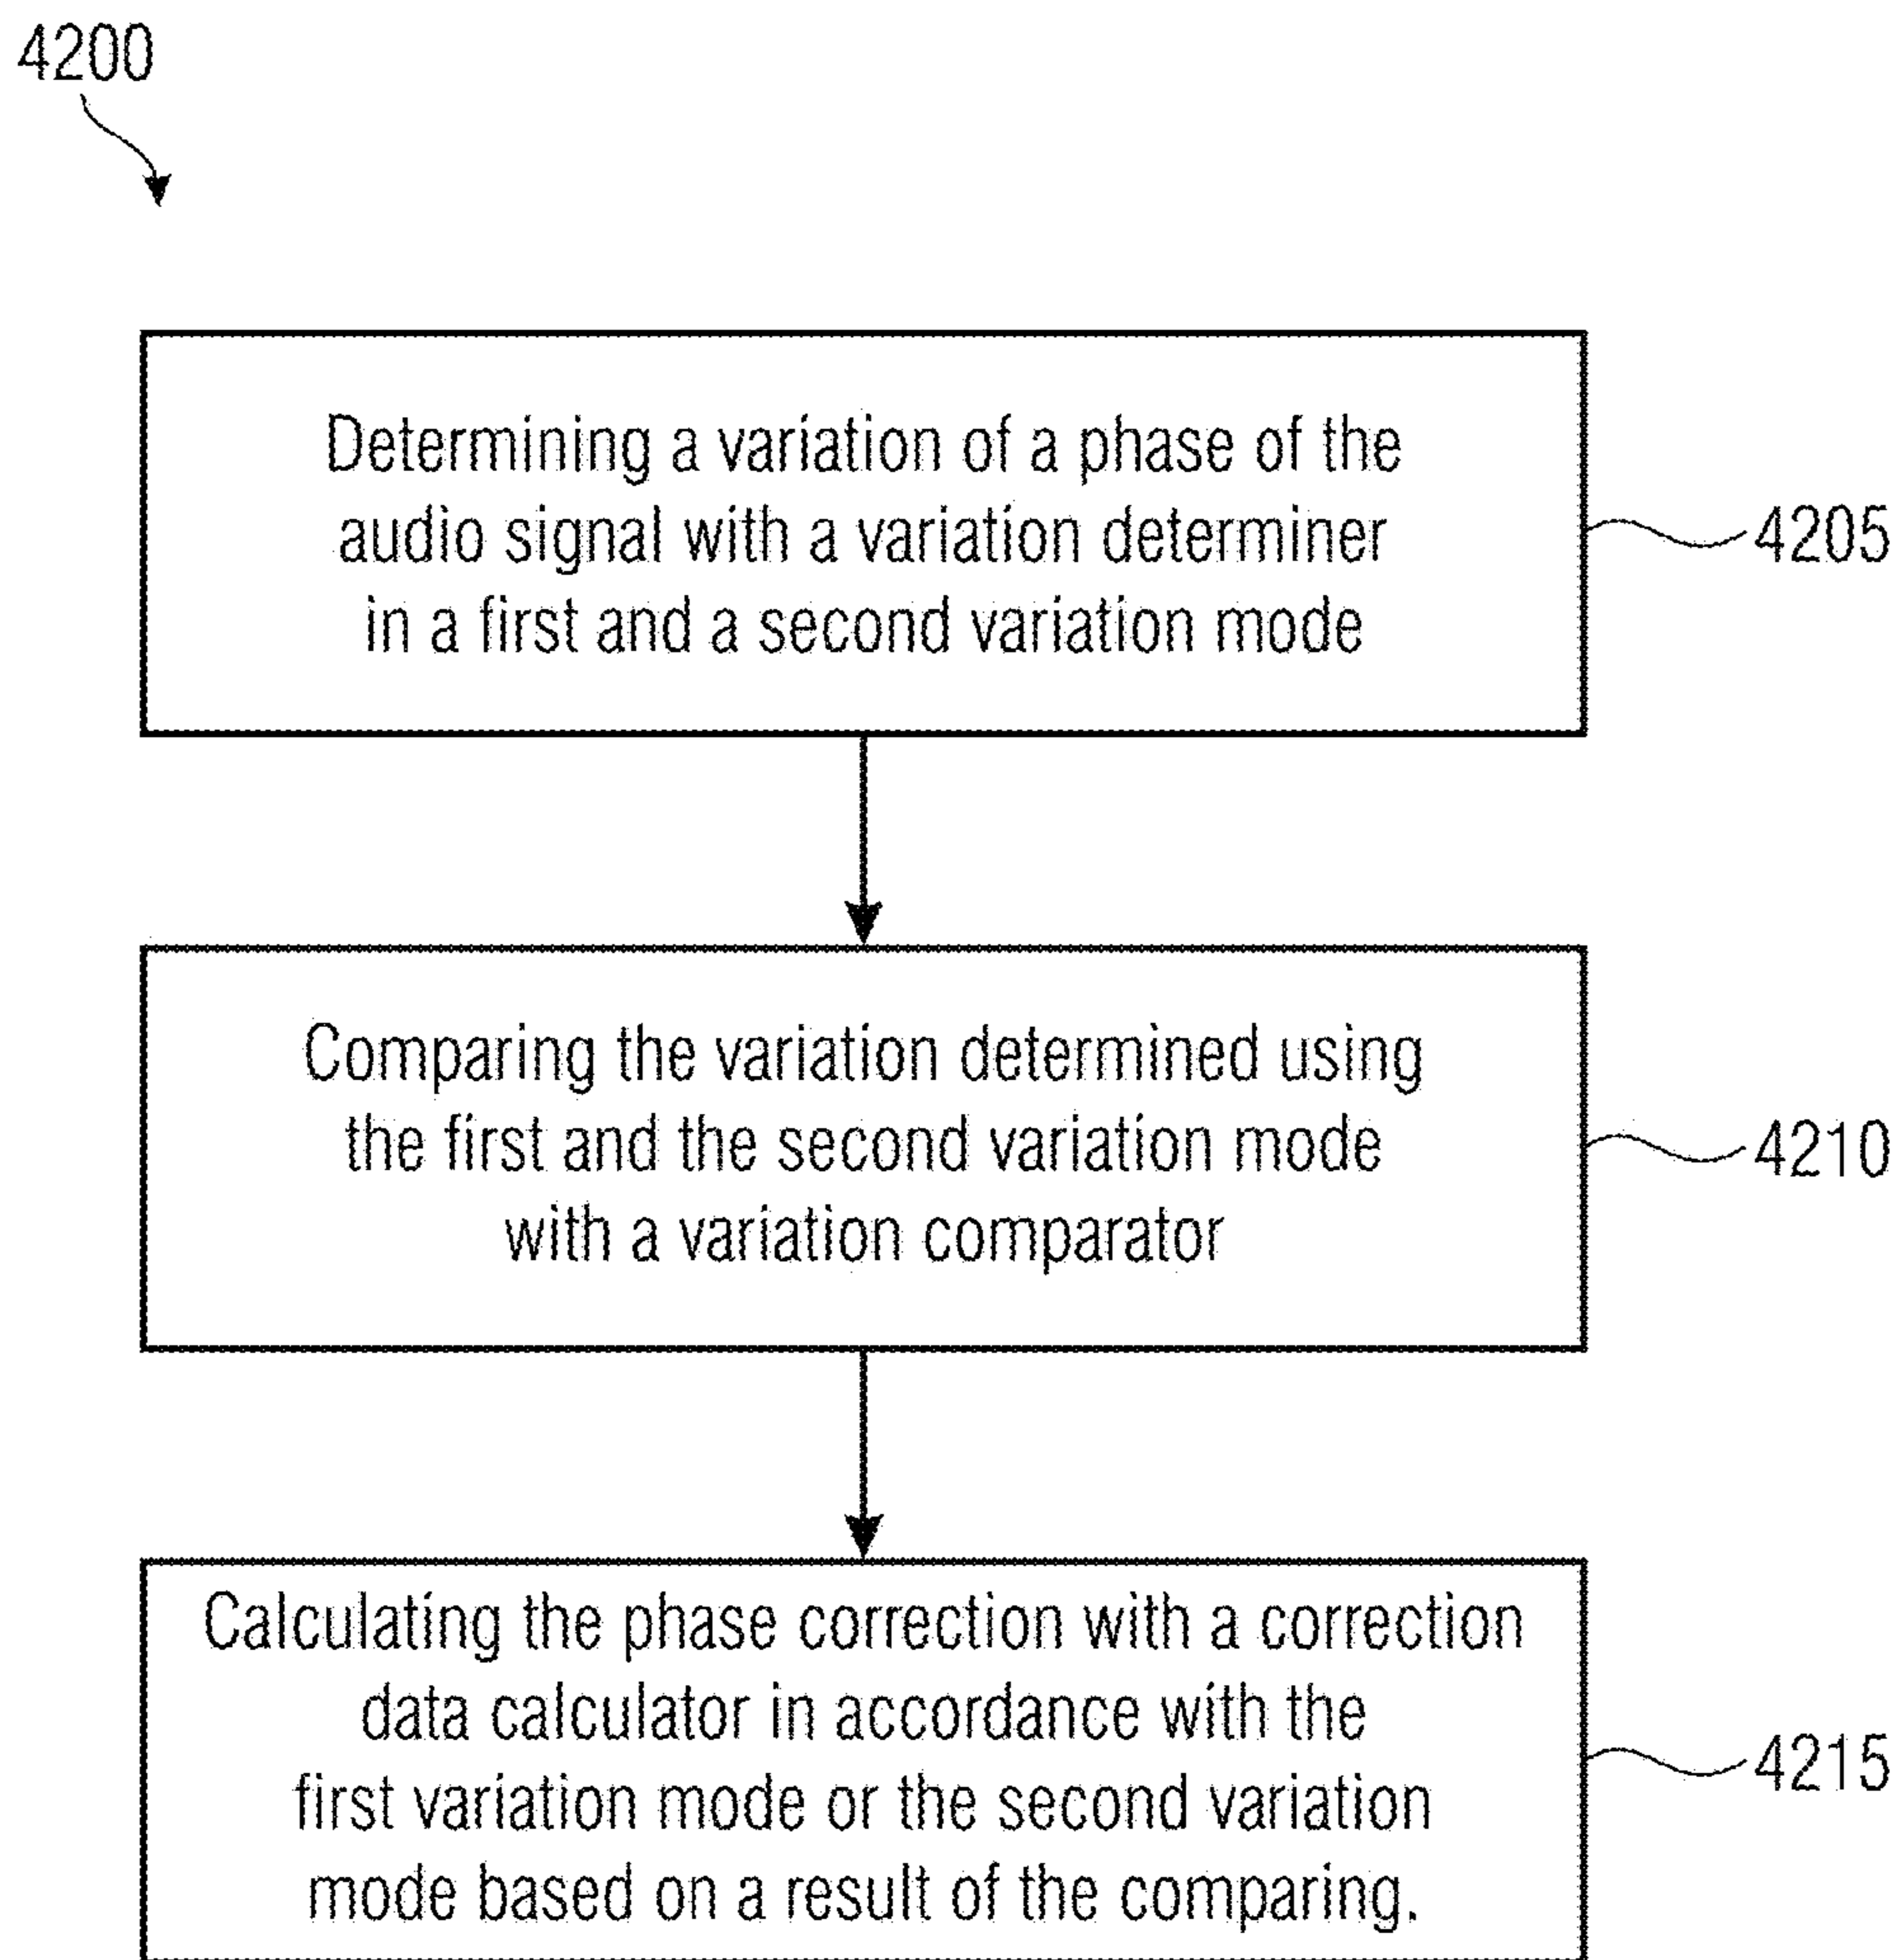 4200
Determining a variation of a phase of the
audio signal with a variation determiner
in a first and a second variation mode
4205
Comparing the variation determined using
the first and the second variation mode
with a variation comparator
4210
Calculating the phase correction with a correction
data calculator in accordance with the
first variation mode or the second variation
mode based on a result of the comparing.
4215